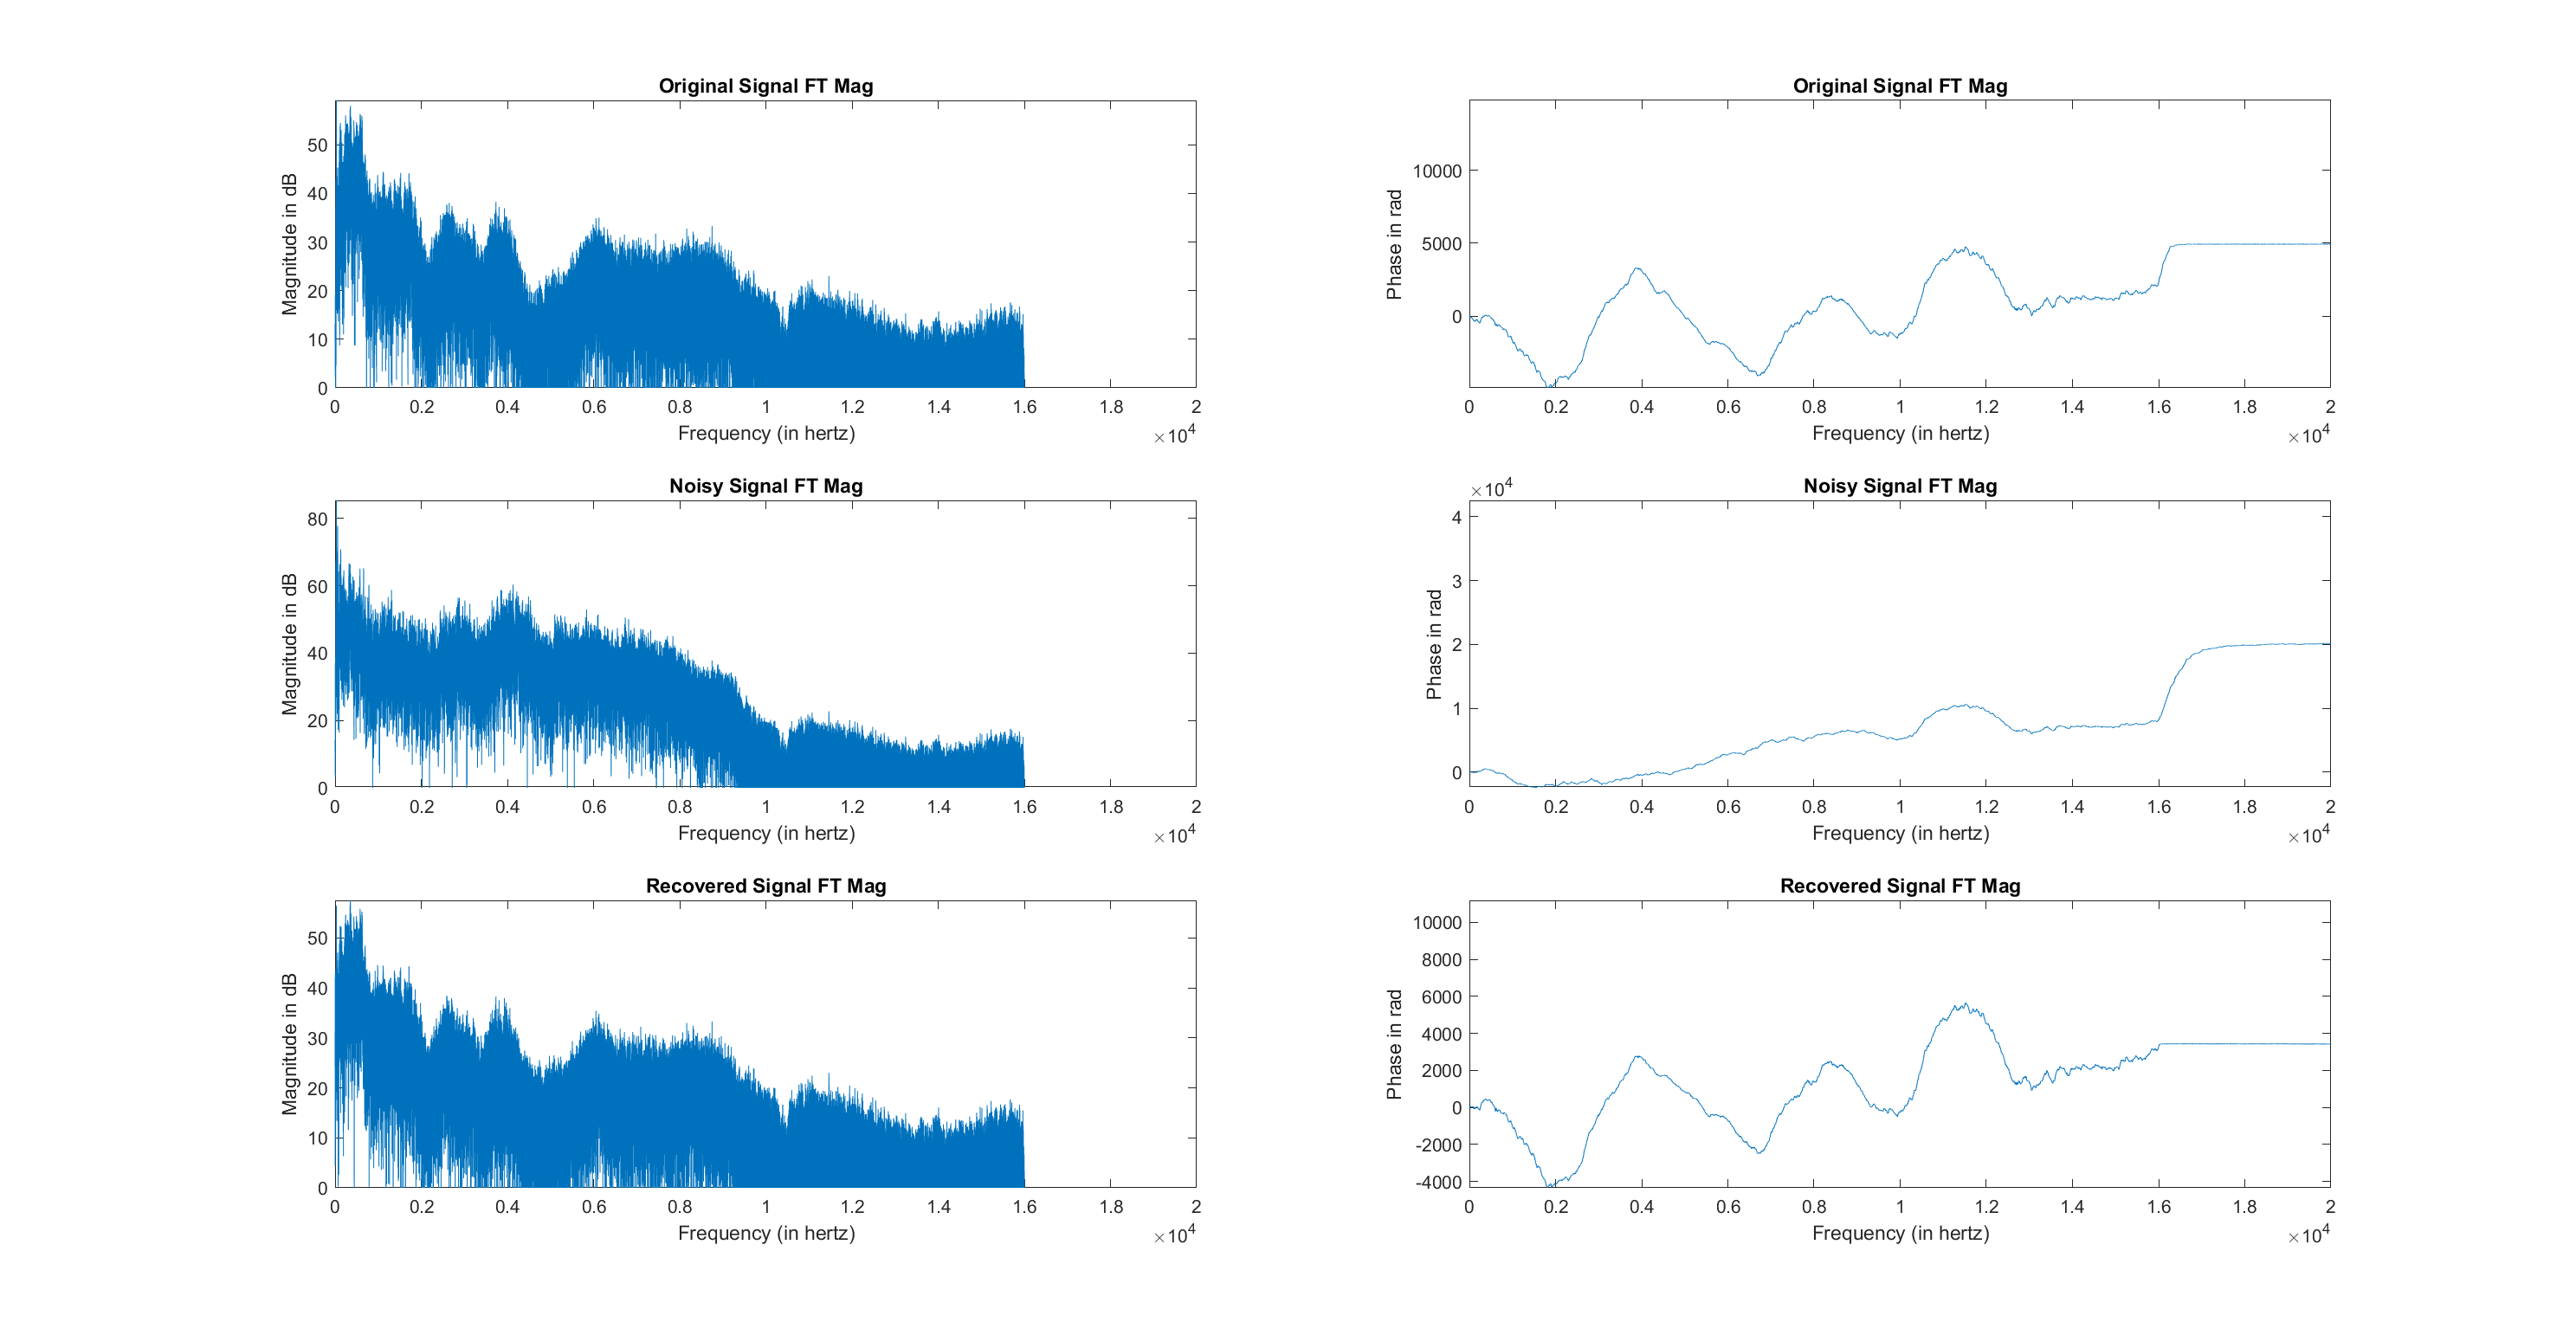 Original Signal FT Mag
Magnitude in dB
50
40
30
20
10
0
0 0.2 0.4 0.6 0.8 1 1.2 1.4 1.6 1.8 2
Frequency (in hertz)
×10^4
Original Signal FT Mag
Phase in rad
10000
5000
0
0 0.2 0.4 0.6 0.8 1 1.2 1.4 1.6 1.8 2
Frequency (in hertz)
×10^4
Noisy Signal FT Mag
Magnitude in dB
80
60
40
20
0
0 0.2 0.4 0.6 0.8 1 1.2 1.4 1.6 1.8 2
Frequency (in hertz)
×10^4
×10^4
Noisy Signal FT Mag
Phase in rad
4
3
2
1
0
0 0.2 0.4 0.6 0.8 1 1.2 1.4 1.6 1.8 2
Frequency (in hertz)
×10^4
Recovered Signal FT Mag
Magnitude in dB
50
40
30
20
10
0
0 0.2 0.4 0.6 0.8 1 1.2 1.4 1.6 1.8 2
Frequency (in hertz)
×10^4
Recovered Signal FT Mag
Phase in rad
10000
8000
6000
4000
2000
0
-2000
-4000
0 0.2 0.4 0.6 0.8 1 1.2 1.4 1.6 1.8 2
Frequency (in hertz)
×10^4